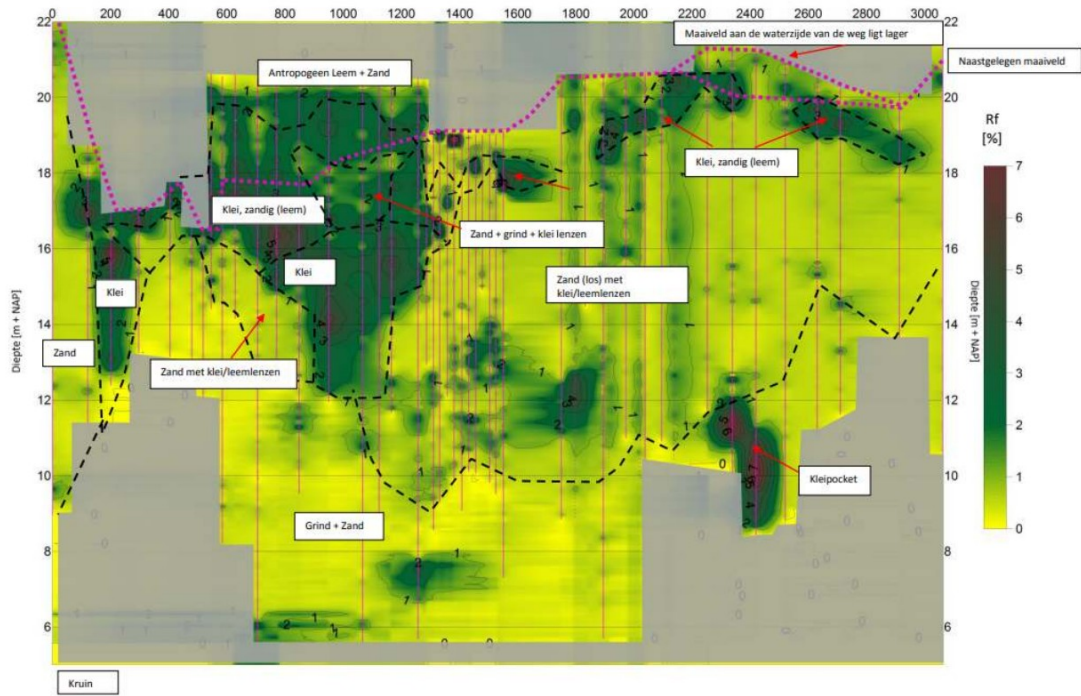 0 200 400 600 800 1000 1200 1400 1600 1800 2000 2200 2400 2600 2800 3000
22
20
18
16
14
12
10
8
6
Diepte [m + NAP]
Maaiveld aan de waterzijde van de weg ligt lager
Naastgelegen maaiveld
Antropogeen Leem + Zand
Klei, zandig (leem)
Klei, zandig (leem)
Zand + grind + klei lenzen
Klei
Klei
Zand (los) met
klei/leemlenzen
Zand
Zand met klei/leemlenzen
Kleipocket
Grind + Zand
Kruin
22
20
18
16
14
12
10
8
6
Diepte [m + NAP]
Rf
[%]
7
6
5
4
3
2
1
0